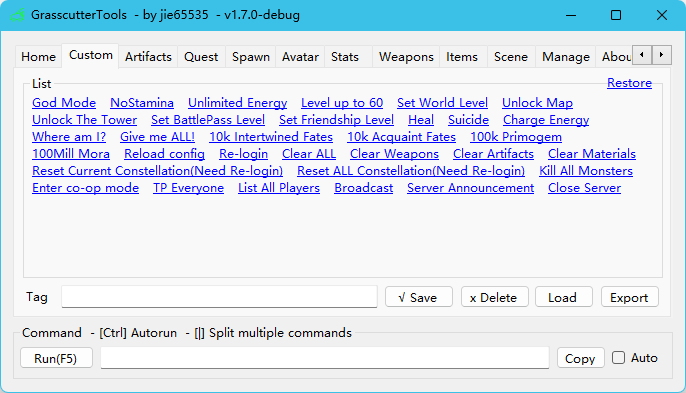 GrasscutterTools - by jie65535 - v1.7.0-debug
Home Custom Artifacts Quest Spawn Avatar Stats Weapons Items Scene Manage Abou
List Restore
God Mode NoStamina Unlimited Energy Level up to 60 Set World Level Unlock Map
Unlock The Tower Set BattlePass Level Set Friendship Level Heal Suicide Charge Energy
Where am I? Give me ALL! 10k Intertwined Fates 10k Acquaint Fates 100k Primogem
100Mill Mora Reload config Re-login Clear ALL Clear Weapons Clear Artifacts Clear Materials
Reset Current Constellation(Need Re-login) Reset ALL Constellation(Need Re-login) Kill All Monsters
Enter co-op mode TP Everyone List All Players Broadcast Server Announcement Close Server
Tag √ Save x Delete Load Export
Command - [Ctrl] Autorun - [|] Split multiple commands
Run(F5) Copy Auto